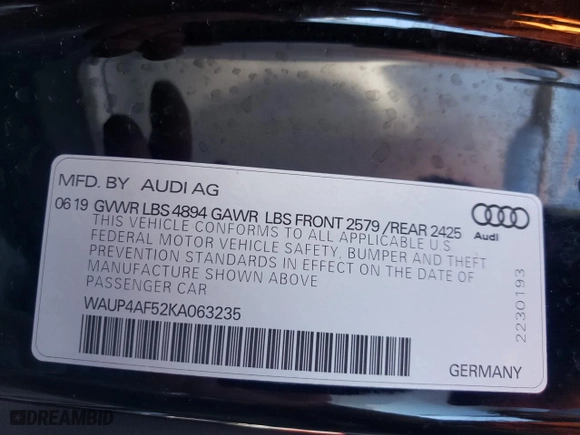 MFD. BY AUDI AG
06 19 GVWR LBS 4894 GAWR LBS FRONT 2579 /REAR 2425
THIS VEHICLE CONFORMS TO ALL APPLICABLE U.S.
FEDERAL MOTOR VEHICLE SAFETY, BUMPER AND THEFT
PREVENTION STANDARDS IN EFFECT ON THE DATE OF
MANUFACTURE SHOWN ABOVE
PASSENGER CAR
WAUP4AF52KA063235
Audi
2230193
GERMANY
DREAMBID